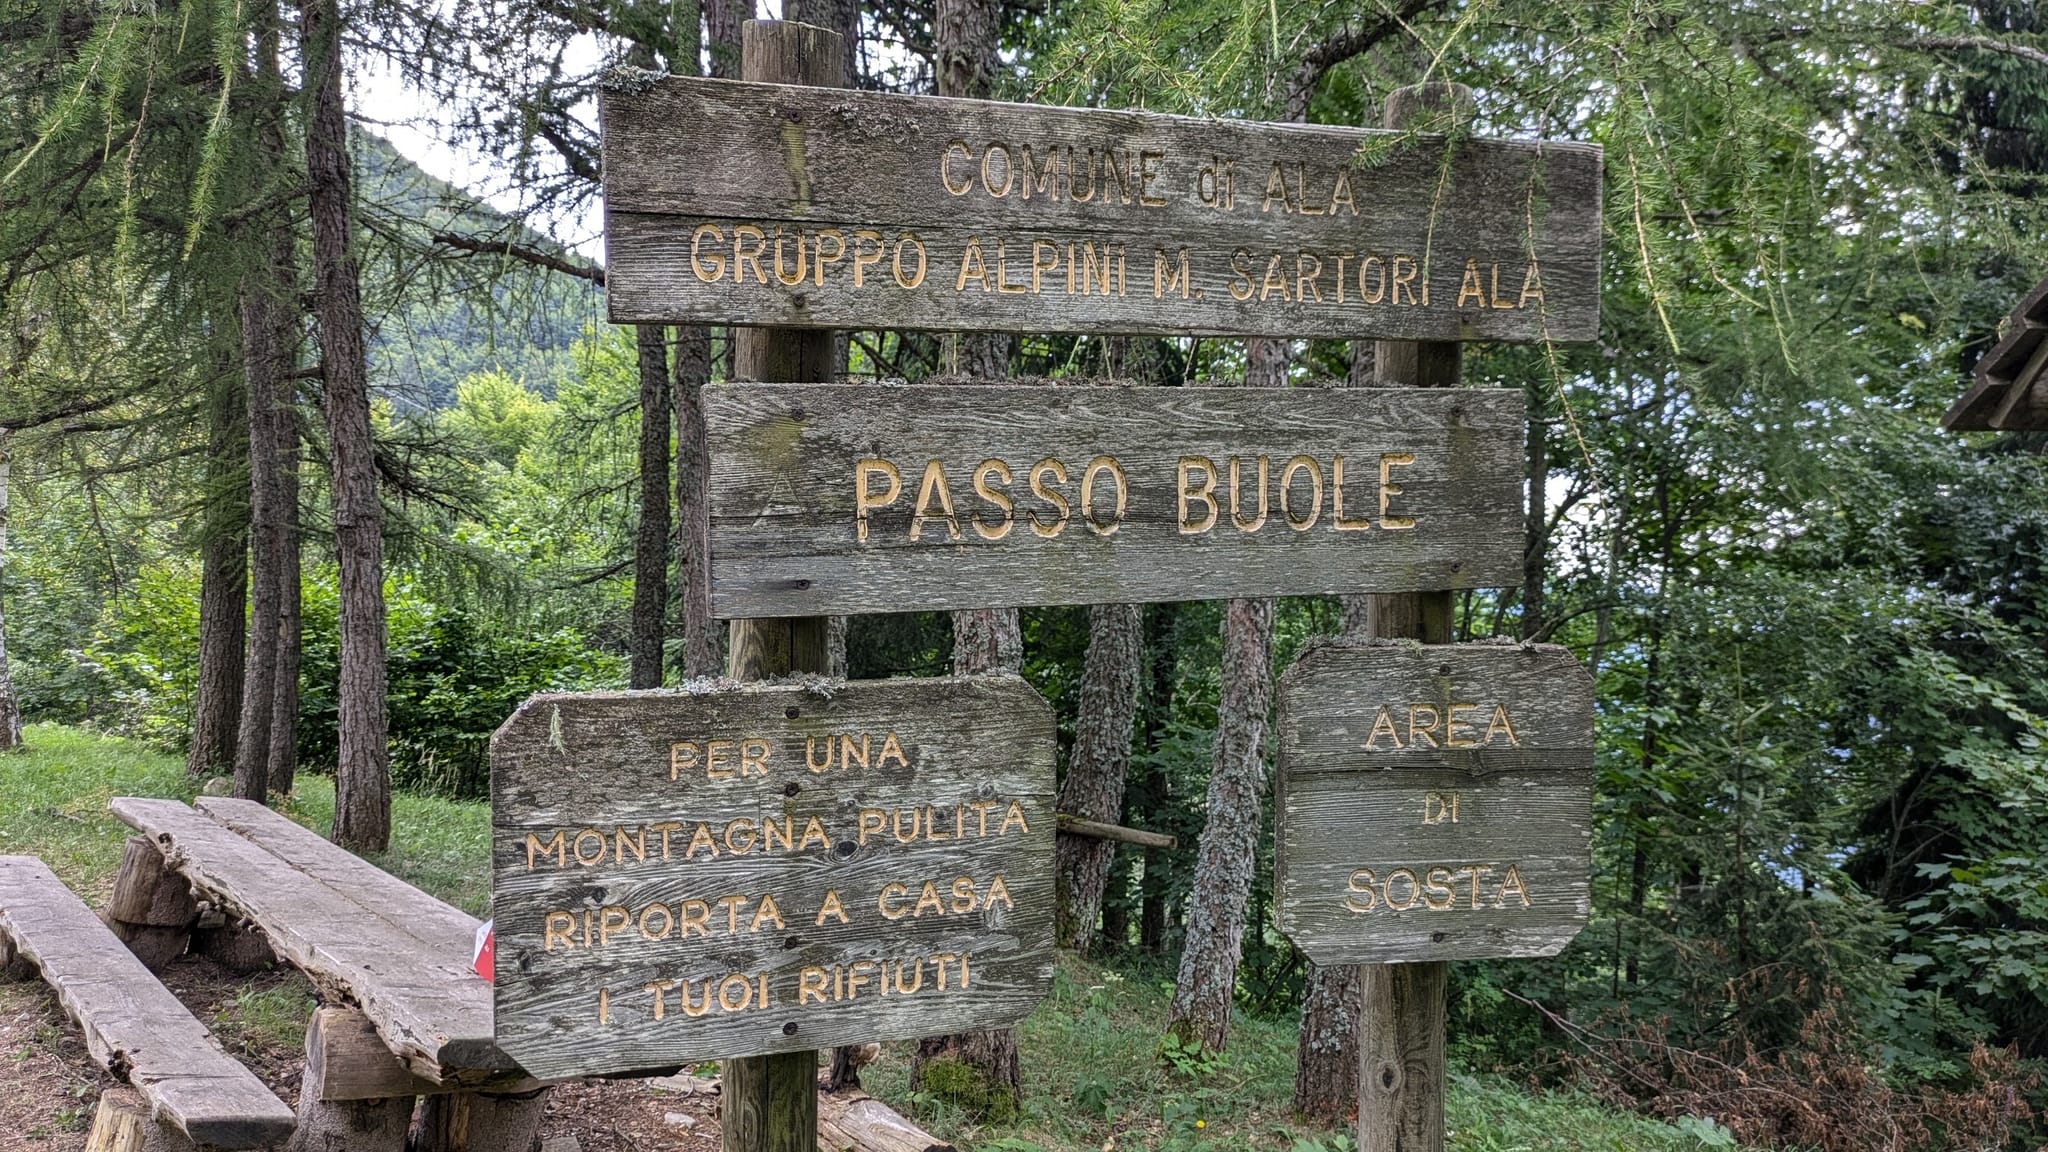 COMUNE di ALA
GRUPPO ALPINI M. SARTORI ALA
A PASSO BUOLE
PER UNA
MONTAGNA PULITA
RIPORTA A CASA
I TUOI RIFIUTI
AREA
DI
SOSTA